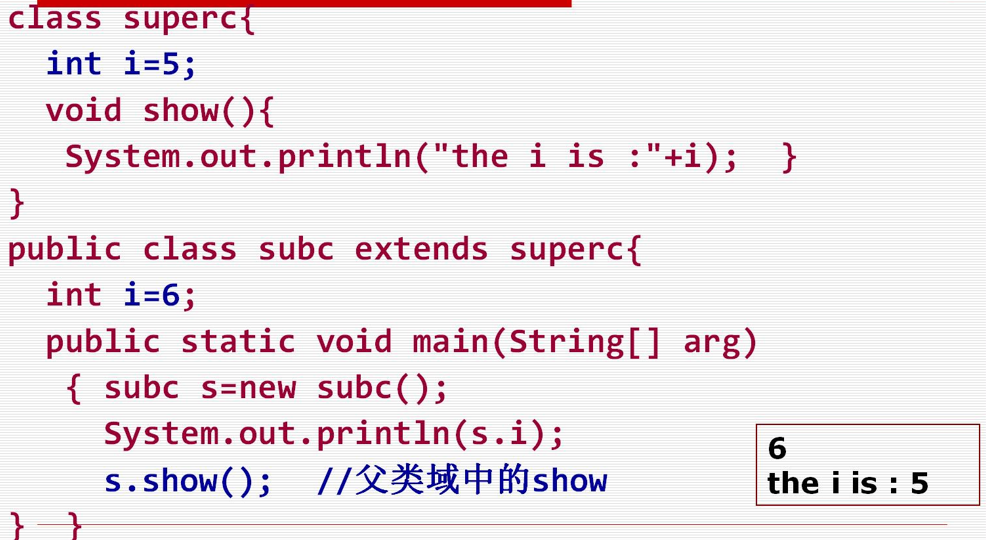 class superc{
int i=5;
void show(){
System.out.println("the i is :"+i); }
}
public class subc extends superc{
int i=6;
public static void main(String[] arg)
{ subc s=new subc();
System.out.println(s.i);
s.show(); //父类域中的show
} }
6
the i is : 5